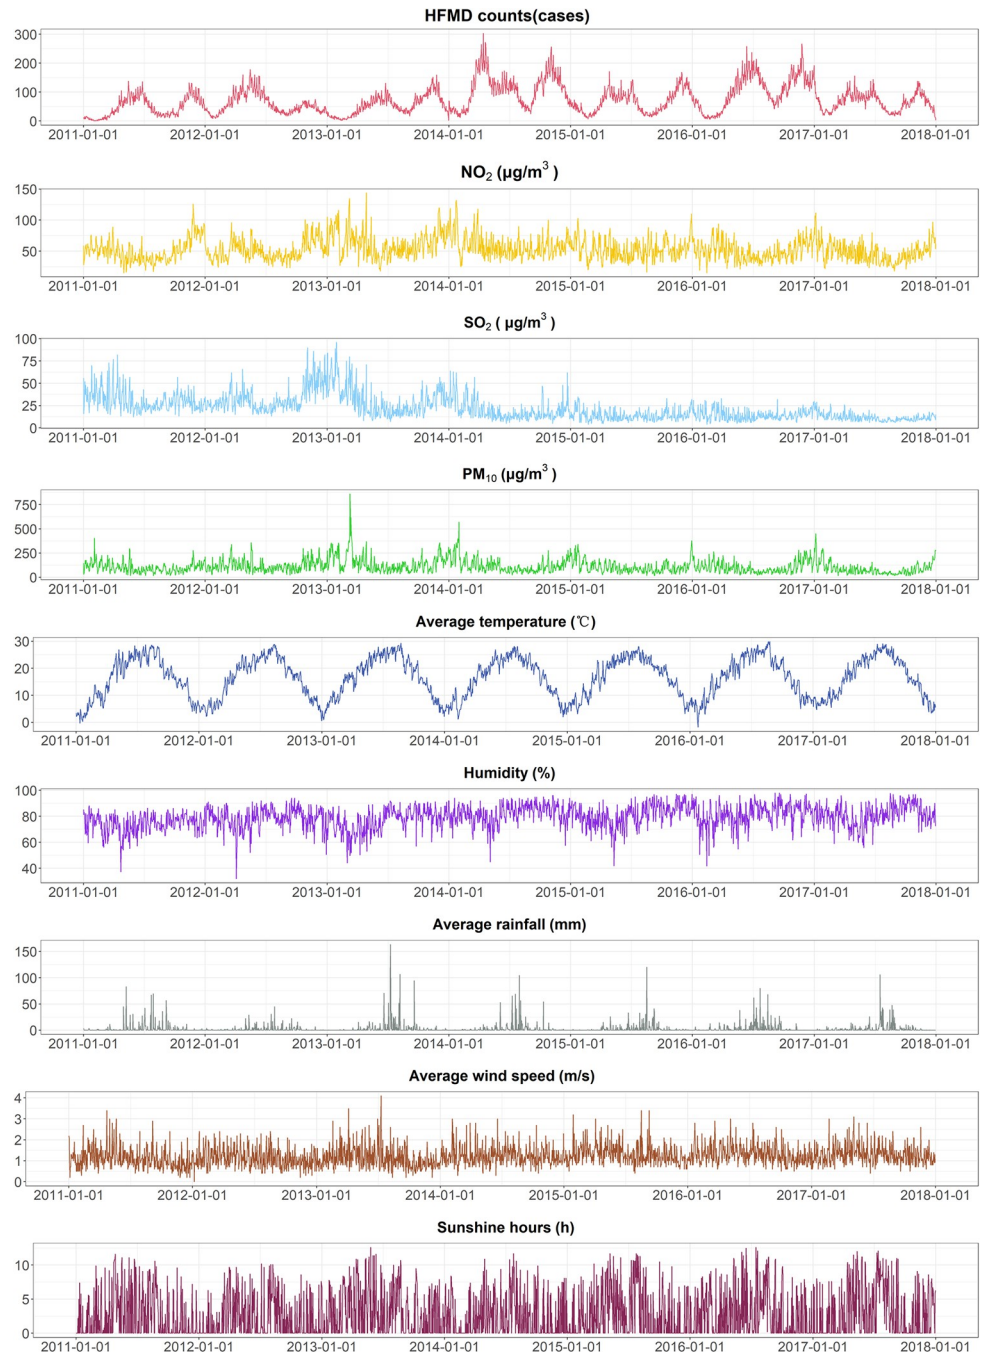 HFMD counts(cases)
300
200
100
0
2011-01-01 2012-01-01 2013-01-01 2014-01-01 2015-01-01 2016-01-01 2017-01-01 2018-01-01
NO₂ (µg/m³ )
150
100
50
2011-01-01 2012-01-01 2013-01-01 2014-01-01 2015-01-01 2016-01-01 2017-01-01 2018-01-01
SO₂ ( µg/m³ )
100
75
50
25
0
2011-01-01 2012-01-01 2013-01-01 2014-01-01 2015-01-01 2016-01-01 2017-01-01 2018-01-01
PM₁₀ (µg/m³ )
750
500
250
0
2011-01-01 2012-01-01 2013-01-01 2014-01-01 2015-01-01 2016-01-01 2017-01-01 2018-01-01
Average temperature (℃)
30
20
10
0
2011-01-01 2012-01-01 2013-01-01 2014-01-01 2015-01-01 2016-01-01 2017-01-01 2018-01-01
Humidity (%)
100
80
60
40
2011-01-01 2012-01-01 2013-01-01 2014-01-01 2015-01-01 2016-01-01 2017-01-01 2018-01-01
Average rainfall (mm)
150
100
50
0
2011-01-01 2012-01-01 2013-01-01 2014-01-01 2015-01-01 2016-01-01 2017-01-01 2018-01-01
Average wind speed (m/s)
4
3
2
1
0
2011-01-01 2012-01-01 2013-01-01 2014-01-01 2015-01-01 2016-01-01 2017-01-01 2018-01-01
Sunshine hours (h)
10
5
0
2011-01-01 2012-01-01 2013-01-01 2014-01-01 2015-01-01 2016-01-01 2017-01-01 2018-01-01